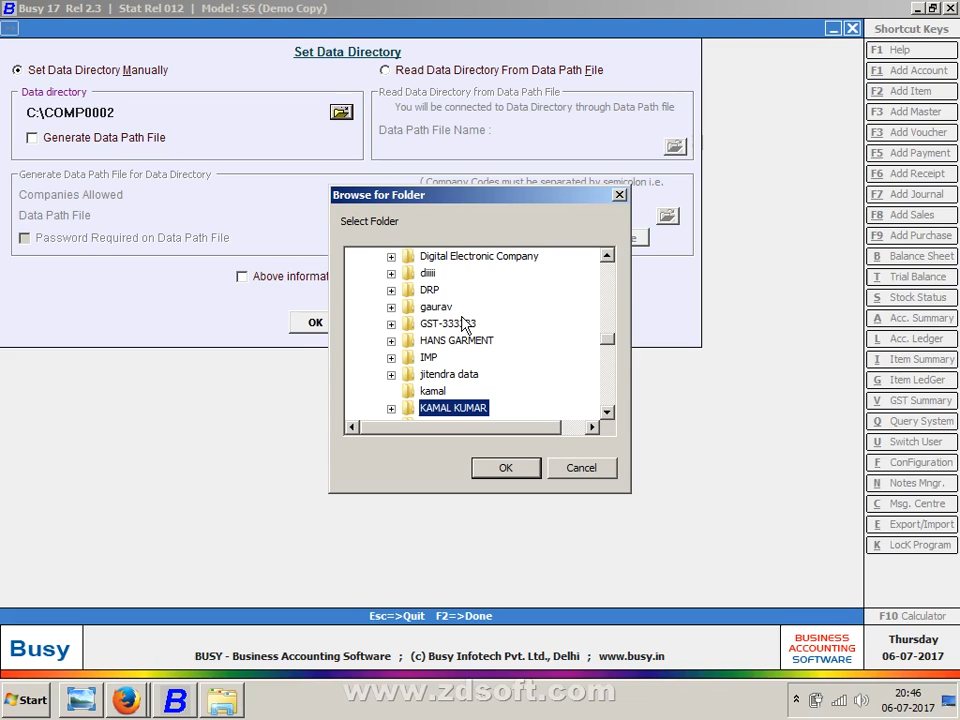 Busy 17 Rel 2.3 | Stat Rel 012 | Model : SS (Demo Copy)
Set Data Directory
Set Data Directory Manually
Read Data Directory From Data Path File
Data directory
C:\COMP0002
Generate Data Path File
Read Data Directory from Data Path File
You will be connected to Data Directory through Data Path file
Data Path File Name :
Generate Data Path File for Data Directory
Companies Allowed
Data Path File
Password Required on Data Path File
( Company Codes must be separated by semicolon i.e.
Above informat
OK
Browse for Folder
Select Folder
Digital Electronic Company
diiiii
DRP
gaurav
GST-333333
HANS GARMENT
IMP
jitendra data
kamal
KAMAL KUMAR
OK
Cancel
Shortcut Keys
F1 Help
F1 Add Account
F2 Add Item
F3 Add Master
F3 Add Voucher
F5 Add Payment
F6 Add Receipt
F7 Add Journal
F8 Add Sales
F9 Add Purchase
B Balance Sheet
T Trial Balance
S Stock Status
A Acc. Summary
L Acc. Ledger
I Item Summary
G Item LedGer
V GST Summary
Q Query System
U Switch User
F ConFiguration
N Notes Mngr.
C Msg. Centre
E Export/Import
K LocK Program
F10 Calculator
Esc=>Quit F2=>Done
Busy
BUSY - Business Accounting Software ; (c) Busy Infotech Pvt. Ltd., Delhi ; www.busy.in
BUSINESS
ACCOUNTING
SOFTWARE
Thursday
06-07-2017
Start
www.zdsoft.com
20:46
06-07-2017